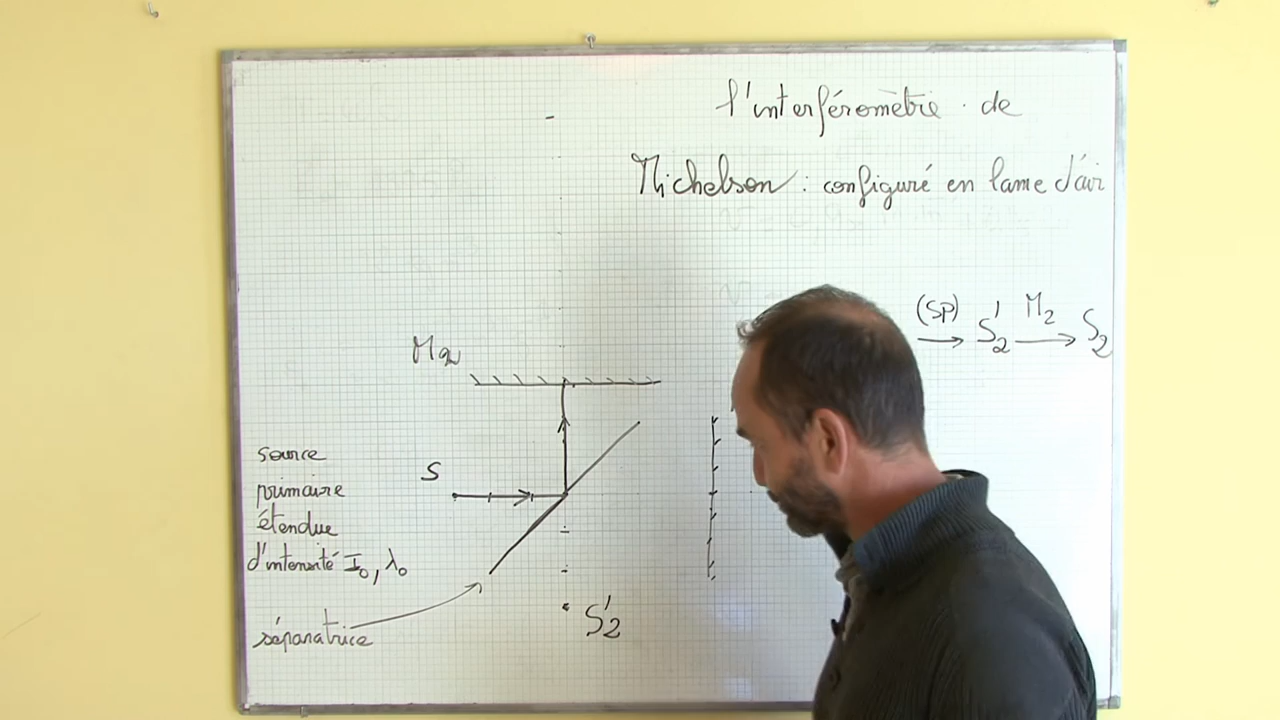 l'interféromètre de
Michelson : configuré en lame d'air
(SP) M₂
→ S'₂ → S₂
M₂
S
source
primaire
étendue
d'intensité I₀, λ₀
séparatrice
S'₂